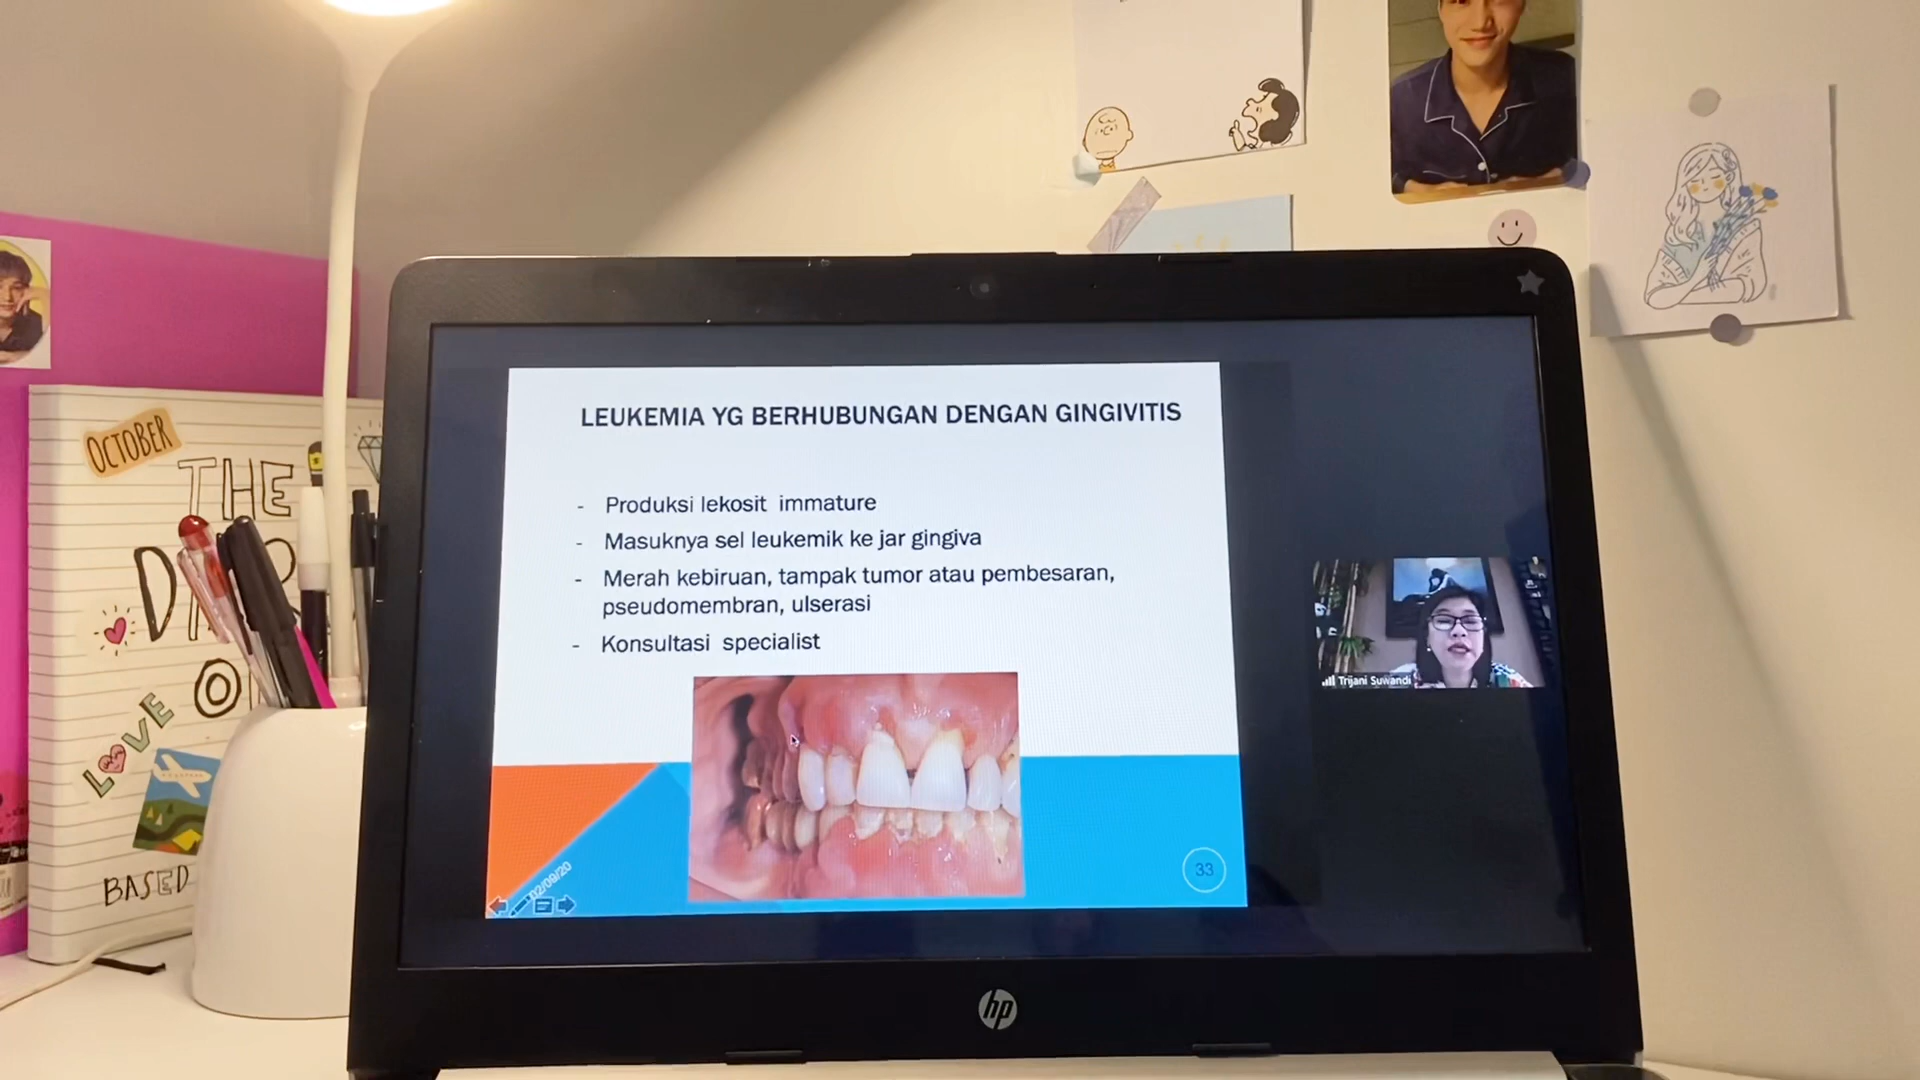 OCTOBER
THE
LOVE
BASED
LEUKEMIA YG BERHUBUNGAN DENGAN GINGIVITIS
- Produksi lekosit immature
- Masuknya sel leukemik ke jar gingiva
- Merah kebiruan, tampak tumor atau pembesaran,
pseudomembran, ulserasi
- Konsultasi specialist
12/09/20
33
Trijani Suwandi
hp